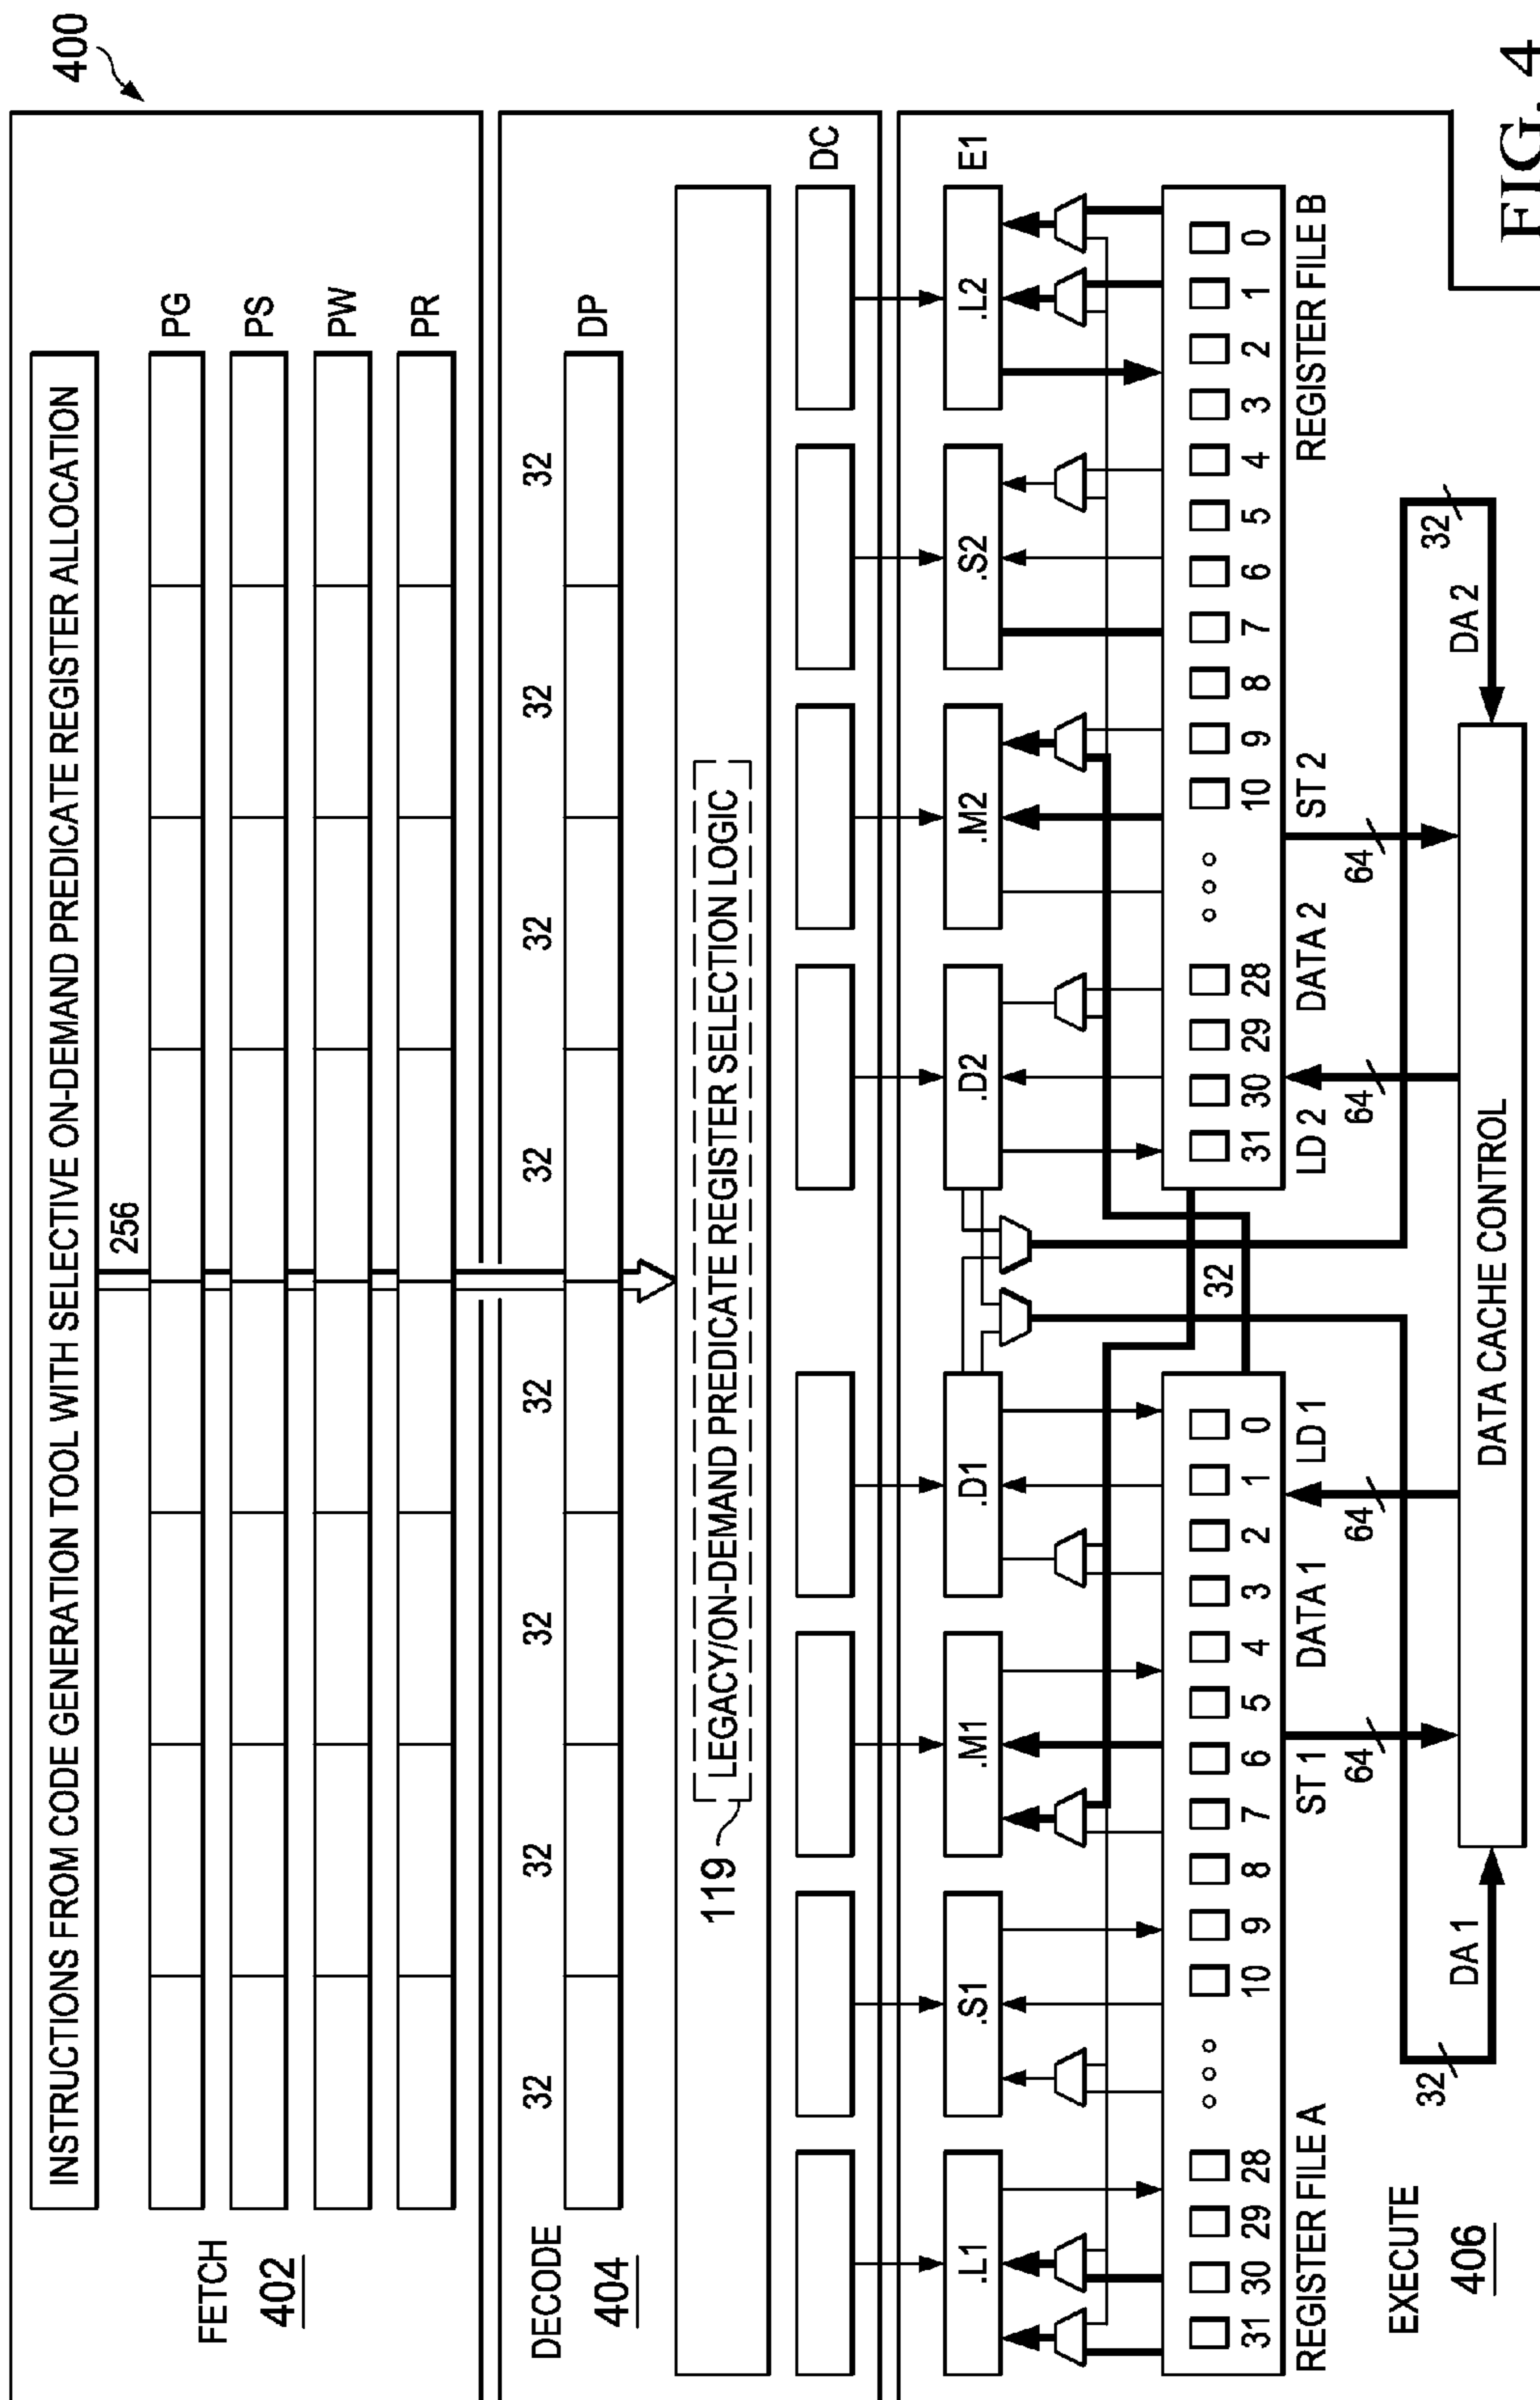 400
INSTRUCTIONS FROM CODE GENERATION TOOL WITH SELECTIVE ON-DEMAND PREDICATE REGISTER ALLOCATION
256
FETCH
402
PG
PS
PW
PR
DECODE
404
32 32 32 32 32 32 32 32
DP
119
LEGACY/ON-DEMAND PREDICATE REGISTER SELECTION LOGIC
DC
E1
.L1 .S1 .M1 .D1 .D2 .M2 .S2 .L2
32
31 30 29 28 10 9 8 7 6 5 4 3 2 1 0
31 30 29 28 10 9 8 7 6 5 4 3 2 1 0
REGISTER FILE A
ST 1
DATA 1
LD 1
LD 2
DATA 2
ST 2
REGISTER FILE B
64
64
64
64
EXECUTE
406
32
DA 1
DA 2
32
DATA CACHE CONTROL
FIG. 4